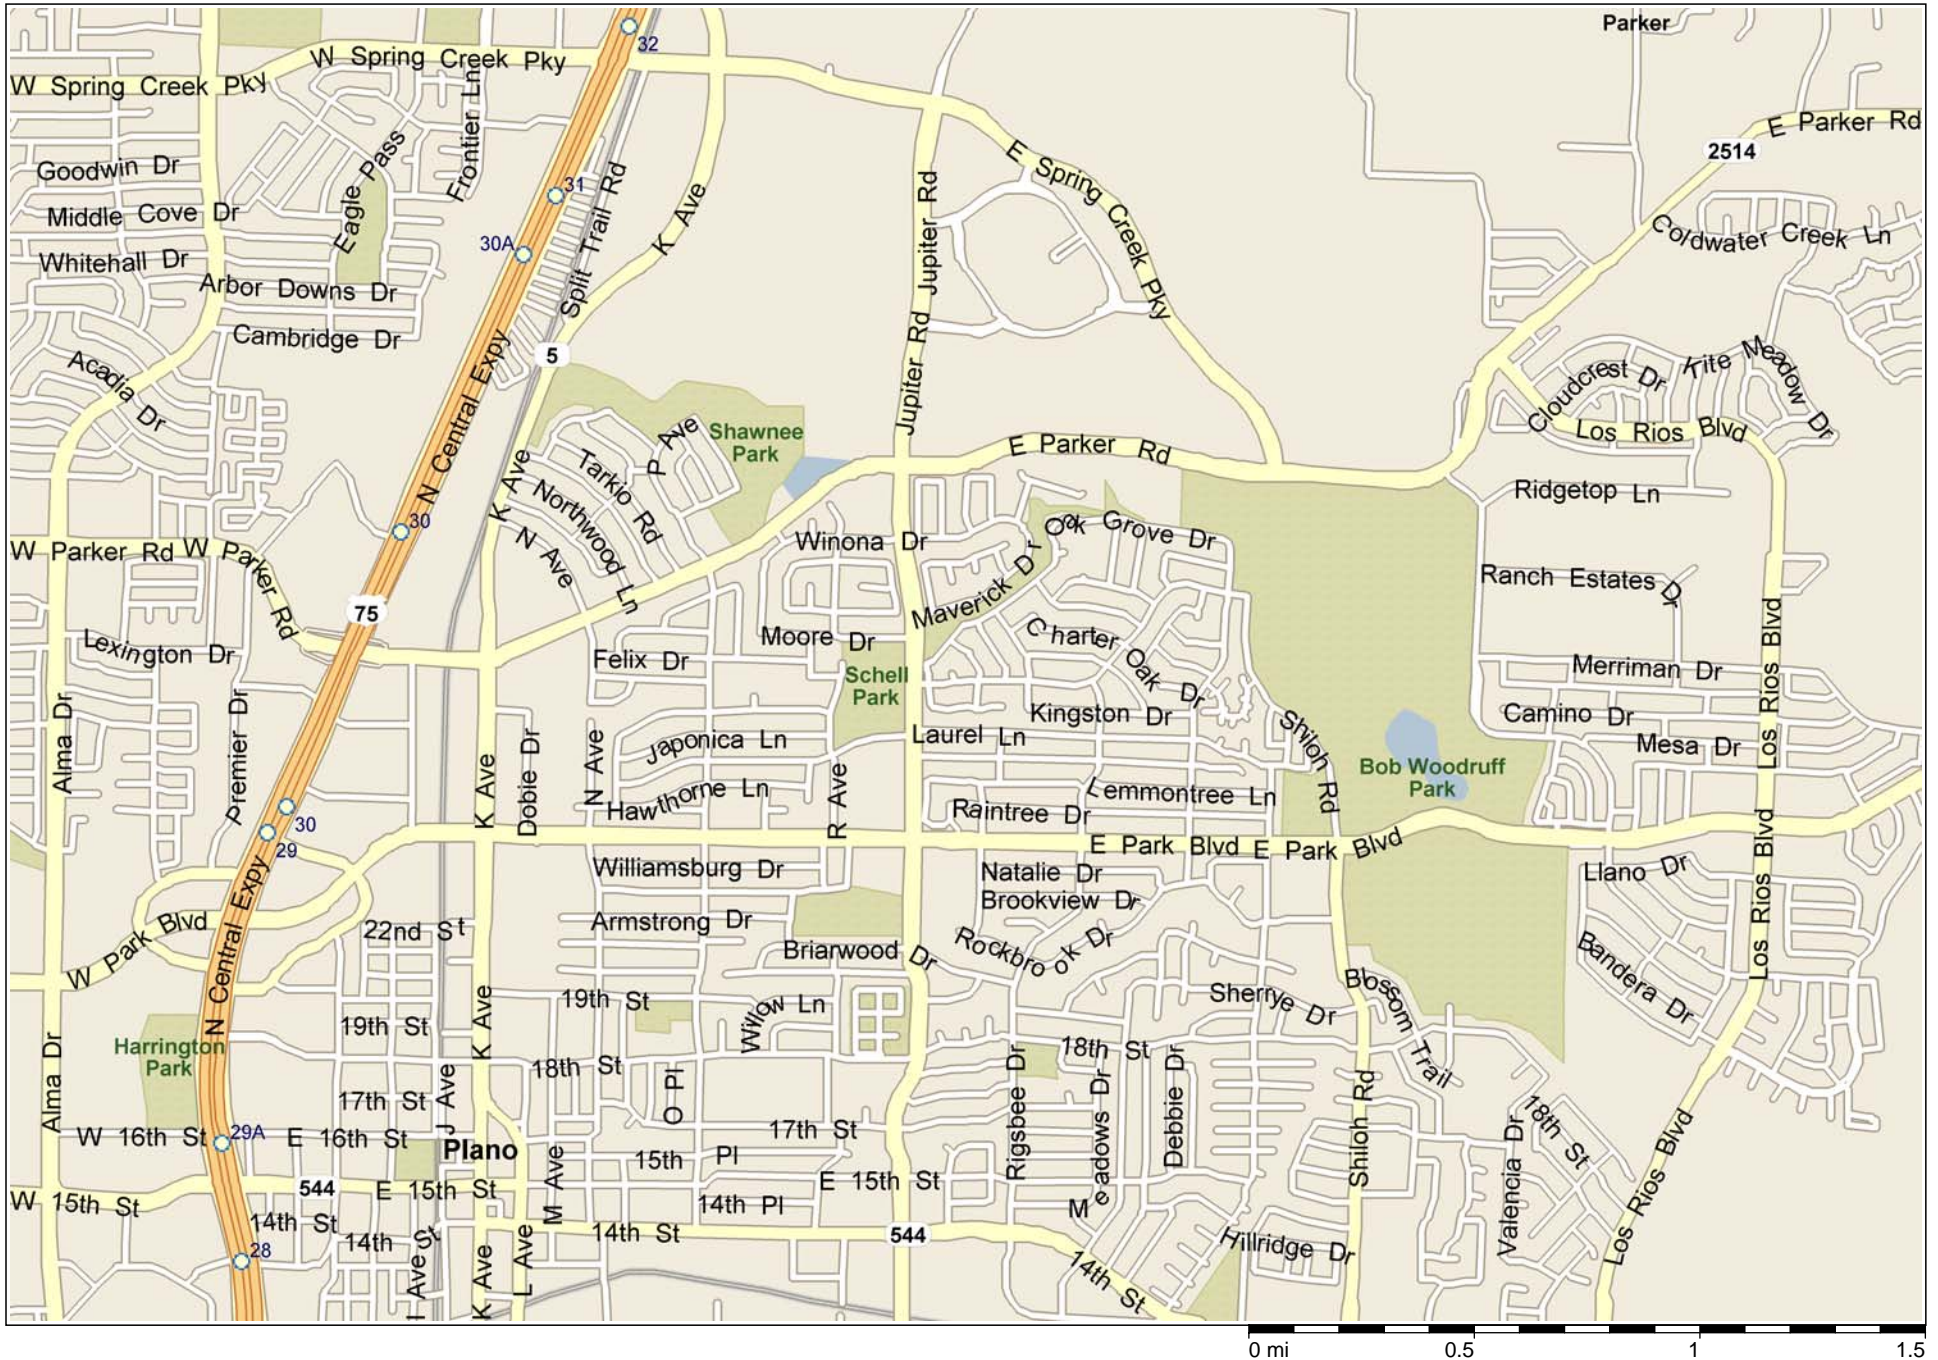 Parker
32
W Spring Creek Pky
W Spring Creek Pky
E Parker Rd
2514
Goodwin Dr
Eagle Pass
Frontier Ln
31
Split Trail Rd
K Ave
Jupiter Rd
E Spring Creek Pky
Middle Cove Dr
30A
Coldwater Creek Ln
Whitehall Dr
Arbor Downs Dr
Cambridge Dr
N Central Expy
5
Jupiter Rd
Acadia Dr
Cloudcrest Dr
Kite Meadow Dr
Los Rios Blvd
Shawnee
Park
P Ave
E Parker Rd
K Ave
Tarkio Rd
Northwood Ln
N Ave
Ridgetop Ln
30
Winona Dr
Oak Grove Dr
W Parker Rd
W Parker Rd
Maverick Dr
Ranch Estates Dr
75
Lexington Dr
Felix Dr
Moore Dr
Charter Oak Dr
Merriman Dr
Los Rios Blvd
Schell
Park
Alma Dr
Premier Dr
K Ave
Dobie Dr
N Ave
Japonica Ln
Laurel Ln
Kingston Dr
Shiloh Rd
Camino Dr
Mesa Dr
Bob Woodruff
Park
Hawthorne Ln
R Ave
Raintree Dr
Lemmontree Ln
30
29
E Park Blvd
E Park Blvd
Williamsburg Dr
Natalie Dr
Brookview Dr
Llano Dr
Los Rios Blvd
N Central Expy
W Park Blvd
22nd St
Armstrong Dr
Briarwood Dr
Rockbrook Dr
Bandera Dr
Blossom Trail
19th St
Willow Ln
Sherrye Dr
19th St
K Ave
Harrington
Park
Alma Dr
18th St
18th St
O Pl
Rigsbee Dr
Meadows Dr
Debbie Dr
Shiloh Rd
17th St
J Ave
17th St
18th St
Valencia Dr
Los Rios Blvd
W 16th St
29A
E 16th St
Plano
15th Pl
M Ave
W 15th St
544
E 15th St
E 15th St
14th Pl
14th St
14th St
14th St
544
28
I Ave
K Ave
L Ave
14th St
Hillridge Dr
0 mi
0.5
1
1.5